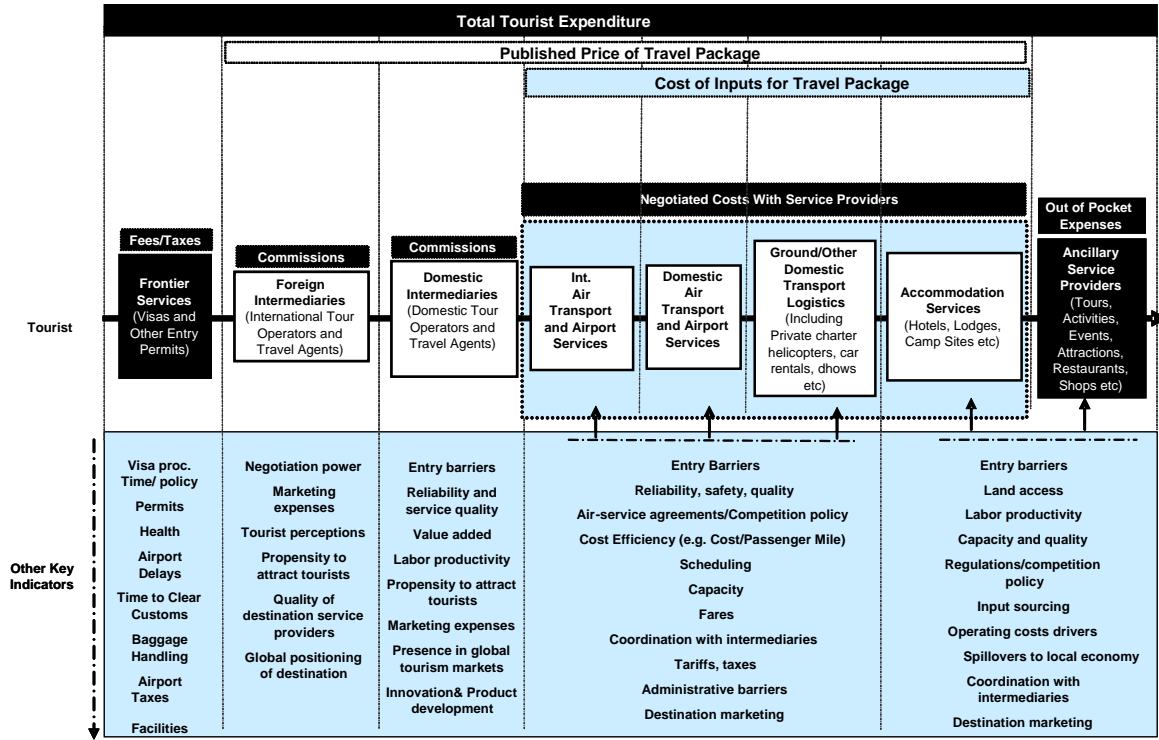 Total Tourist Expenditure
Published Price of Travel Package
Cost of Inputs for Travel Package
Negotiated Costs With Service Providers
Out of Pocket
Expenses
Fees/Taxes
Commissions
Commissions
Tourist
Frontier
Services
(Visas and
Other Entry
Permits)
Foreign
Intermediaries
(International Tour
Operators and
Travel Agents)
Domestic
Intermediaries
(Domestic Tour
Operators and
Travel Agents)
Int.
Air
Transport
and Airport
Services
Domestic
Air
Transport
and Airport
Services
Ground/Other
Domestic
Transport
Logistics
(Including
Private charter
helicopters, car
rentals, dhows
etc)
Accommodation
Services
(Hotels, Lodges,
Camp Sites etc)
Ancillary
Service
Providers
(Tours,
Activities,
Events,
Attractions,
Restaurants,
Shops etc)
Other Key
Indicators
Visa proc.
Time/ policy
Permits
Health
Airport
Delays
Time to Clear
Customs
Baggage
Handling
Airport
Taxes
Facilities
Negotiation power
Marketing
expenses
Tourist perceptions
Propensity to
attract tourists
Quality of
destination service
providers
Global positioning
of destination
Entry barriers
Reliability and
service quality
Value added
Labor productivity
Propensity to attract
tourists
Marketing expenses
Presence in global
tourism markets
Innovation& Product
development
Entry Barriers
Reliability, safety, quality
Air-service agreements/Competition policy
Cost Efficiency (e.g. Cost/Passenger Mile)
Scheduling
Capacity
Fares
Coordination with intermediaries
Tariffs, taxes
Administrative barriers
Destination marketing
Entry barriers
Land access
Labor productivity
Capacity and quality
Regulations/competition
policy
Input sourcing
Operating costs drivers
Spillovers to local economy
Coordination with
intermediaries
Destination marketing